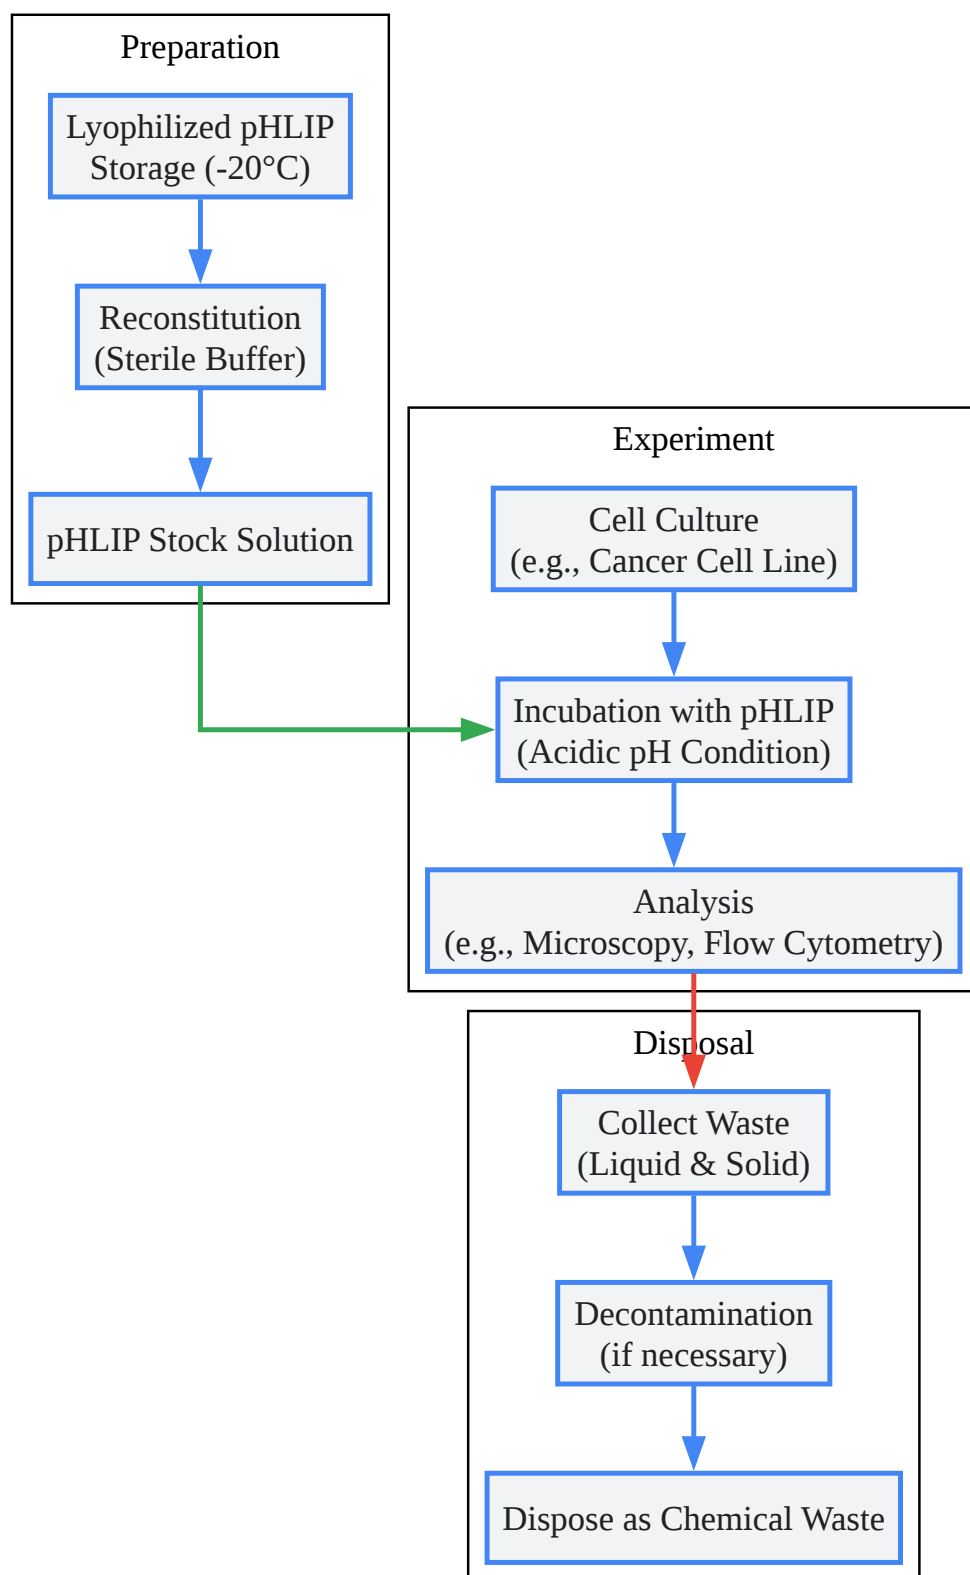 Preparation
Lyophilized pHLIP
Storage (-20°C)
Reconstitution
(Sterile Buffer)
pHLIP Stock Solution
Experiment
Cell Culture
(e.g., Cancer Cell Line)
Incubation with pHLIP
(Acidic pH Condition)
Analysis
(e.g., Microscopy, Flow Cytometry)
Disposal
Collect Waste
(Liquid & Solid)
Decontamination
(if necessary)
Dispose as Chemical Waste